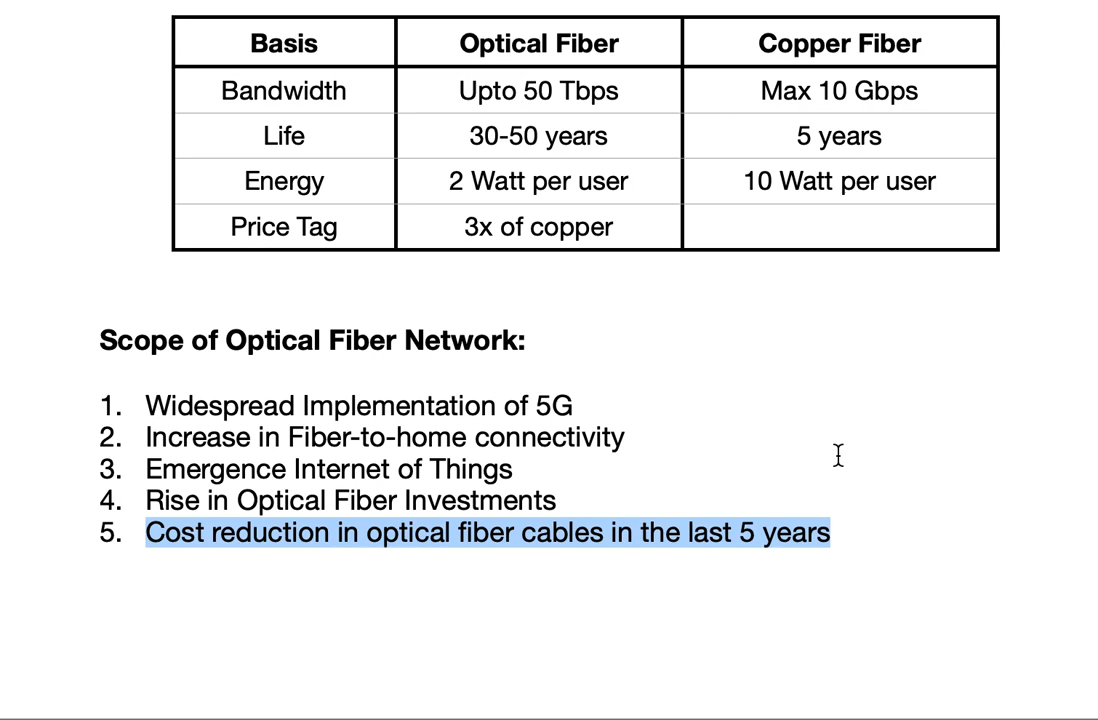 Basis Optical Fiber Copper Fiber
Bandwidth Upto 50 Tbps Max 10 Gbps
Life 30-50 years 5 years
Energy 2 Watt per user 10 Watt per user
Price Tag 3x of copper
Scope of Optical Fiber Network:
1. Widespread Implementation of 5G
2. Increase in Fiber-to-home connectivity
3. Emergence Internet of Things
4. Rise in Optical Fiber Investments
5. Cost reduction in optical fiber cables in the last 5 years